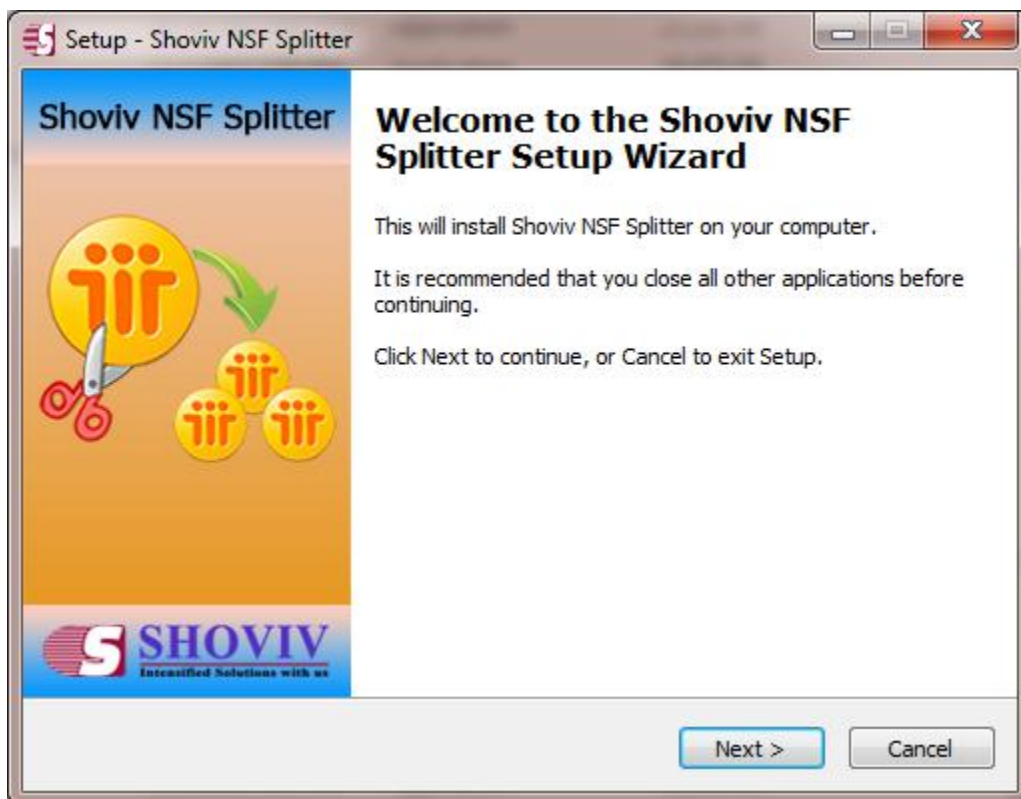 Setup - Shoviv NSF Splitter
Shoviv NSF Splitter
Welcome to the Shoviv NSF
Splitter Setup Wizard
This will install Shoviv NSF Splitter on your computer.
It is recommended that you close all other applications before
continuing.
Click Next to continue, or Cancel to exit Setup.
S SHOVIV
Intensified Solutions with us
Next >
Cancel